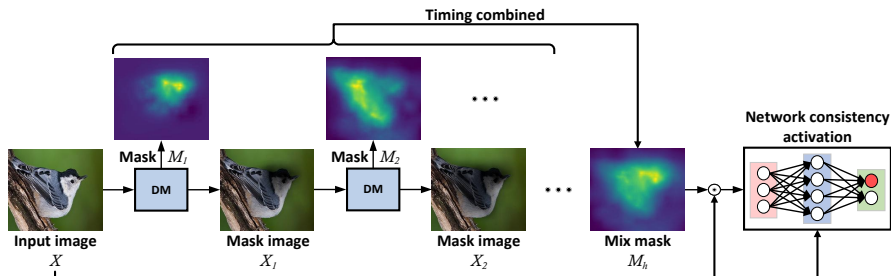 Timing combined
Network consistency
activation
Mask M₁
Mask M₂
DM
DM
Input image
X
Mask image
X₁
Mask image
X₂
Mix mask
Mₕ